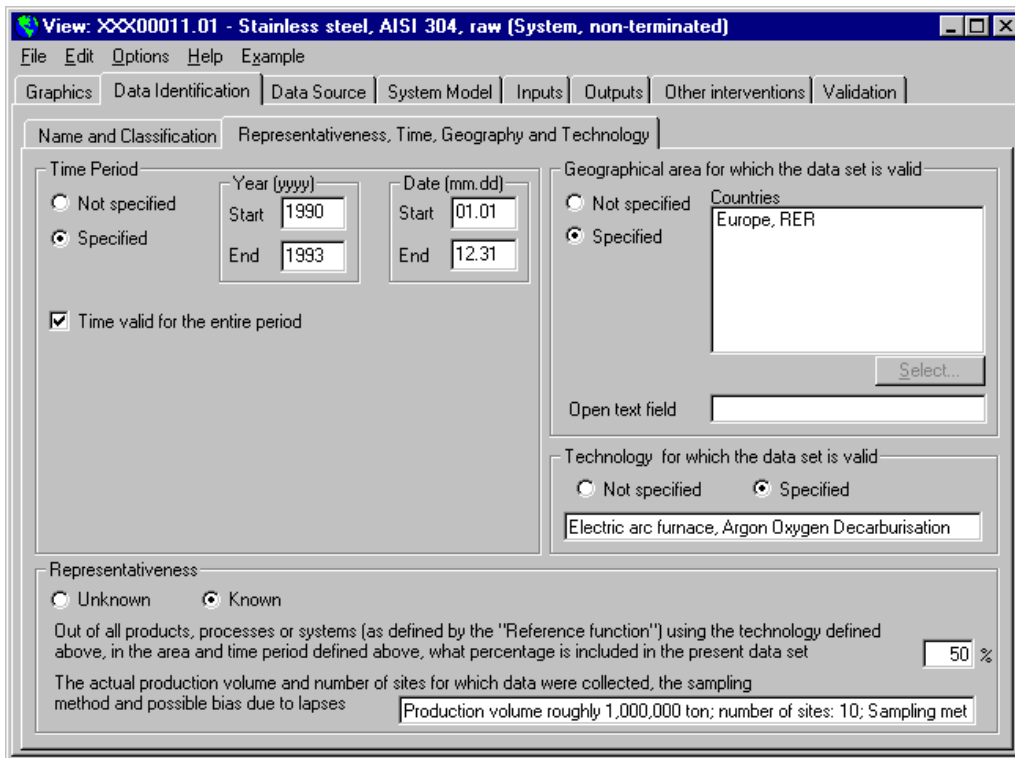 View: XXX00011.01 - Stainless steel, AISI 304, raw (System, non-terminated)
File Edit Options Help Example
Graphics Data Identification Data Source System Model Inputs Outputs Other interventions Validation
Name and Classification Representativeness, Time, Geography and Technology
Time Period
Not specified
Specified
Year (yyyy)
Start 1990
End 1993
Date (mm.dd)
Start 01.01
End 12.31
Time valid for the entire period
Geographical area for which the data set is valid
Not specified
Specified
Countries
Europe, RER
Select...
Open text field
Technology for which the data set is valid
Not specified Specified
Electric arc furnace, Argon Oxygen Decarburisation
Representativeness
Unknown Known
Out of all products, processes or systems (as defined by the "Reference function") using the technology defined
above, in the area and time period defined above, what percentage is included in the present data set 50 %
The actual production volume and number of sites for which data were collected, the sampling
method and possible bias due to lapses Production volume roughly 1,000,000 ton; number of sites: 10; Sampling met